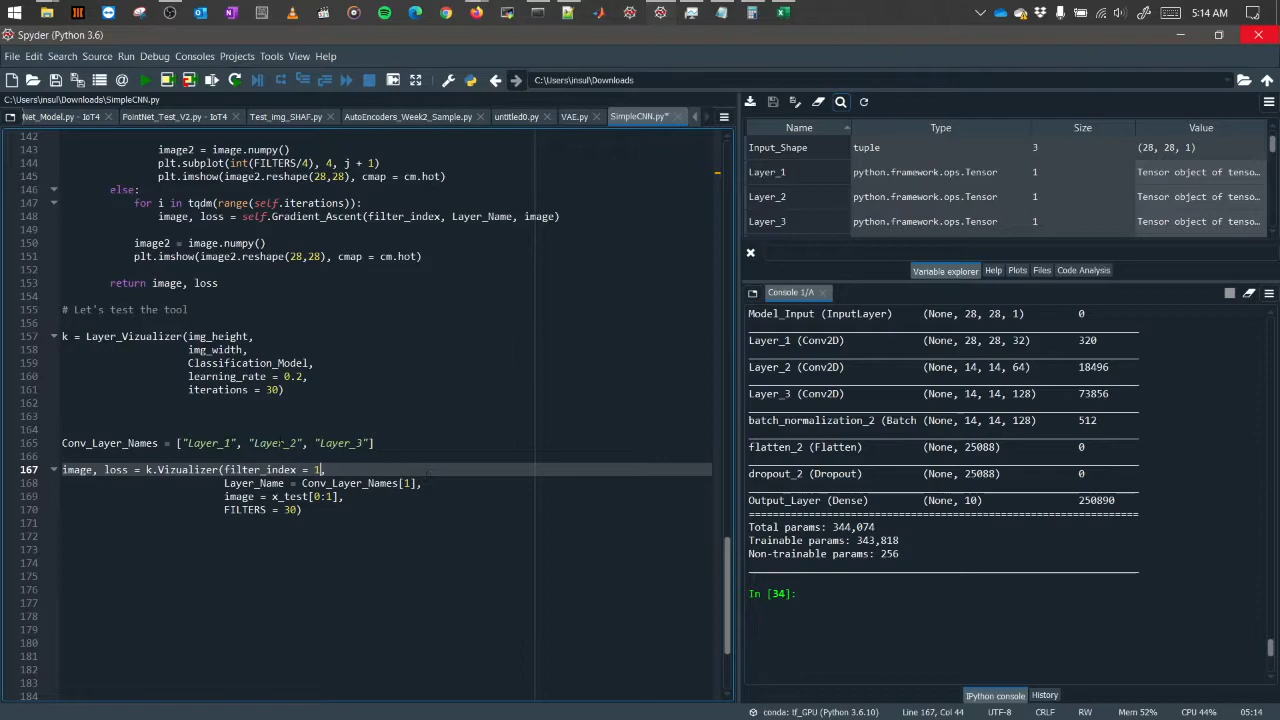 5:14 AM
Spyder (Python 3.6)
File Edit Search Source Run Debug Consoles Projects Tools View Help
C:\Users\insul\Downloads
C:\Users\insul\Downloads\SimpleCNN.py
Net_Model.py - IoT4 PointNet_Test_V2.py - IoT4 Test_img_SHAF.py AutoEncoders_Week2_Sample.py untitled0.py VAE.py SimpleCNN.py*
142
143 image2 = image.numpy()
144 plt.subplot(int(FILTERS/4), 4, j + 1)
145 plt.imshow(image2.reshape(28,28), cmap = cm.hot)
146 else:
147 for i in tqdm(range(self.iterations)):
148 image, loss = self.Gradient_Ascent(filter_index, Layer_Name, image)
149
150 image2 = image.numpy()
151 plt.imshow(image2.reshape(28,28), cmap = cm.hot)
152
153 return image, loss
154
155 # Let's test the tool
156
157 k = Layer_Vizualizer(img_height,
158 img_width,
159 Classification_Model,
160 learning_rate = 0.2,
161 iterations = 30)
162
163
164
165 Conv_Layer_Names = ["Layer_1", "Layer_2", "Layer_3"]
166
167 image, loss = k.Vizualizer(filter_index = 1,
168 Layer_Name = Conv_Layer_Names[1],
169 image = x_test[0:1],
170 FILTERS = 30)
171
172
173
174
175
176
177
178
179
180
181
182
183
184
Name Type Size Value
Input_Shape tuple 3 (28, 28, 1)
Layer_1 python.framework.ops.Tensor 1 Tensor object of tenso…
Layer_2 python.framework.ops.Tensor 1 Tensor object of tenso…
Layer_3 python.framework.ops.Tensor 1 Tensor object of tenso…
Variable explorer Help Plots Files Code Analysis
Console 1/A
Model_Input (InputLayer) (None, 28, 28, 1) 0
Layer_1 (Conv2D) (None, 28, 28, 32) 320
Layer_2 (Conv2D) (None, 14, 14, 64) 18496
Layer_3 (Conv2D) (None, 14, 14, 128) 73856
batch_normalization_2 (Batch (None, 14, 14, 128) 512
flatten_2 (Flatten) (None, 25088) 0
dropout_2 (Dropout) (None, 25088) 0
Output_Layer (Dense) (None, 10) 250890
Total params: 344,074
Trainable params: 343,818
Non-trainable params: 256
In [34]:
IPython console History
conda: tf_GPU (Python 3.6.10) Line 167, Col 44 UTF-8 CRLF RW Mem 52% CPU 44% 05:14